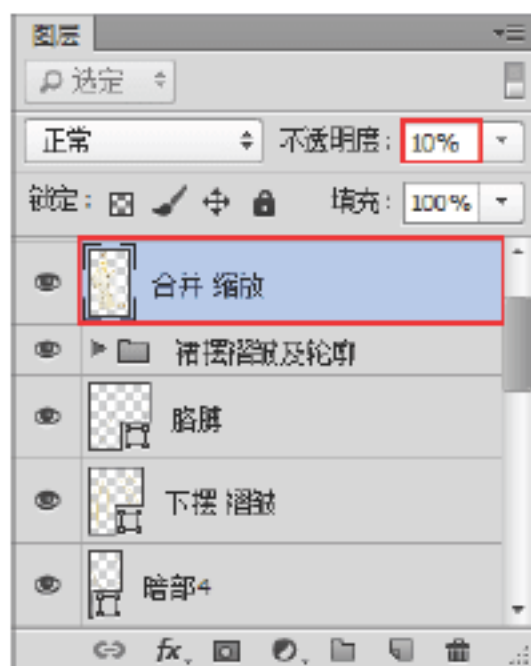 图层
选定
正常 不透明度: 10%
锁定: 填充: 100%
合并 缩放
裙摆褶皱及轮廓
胳膊
下摆 褶皱
暗部4
fx